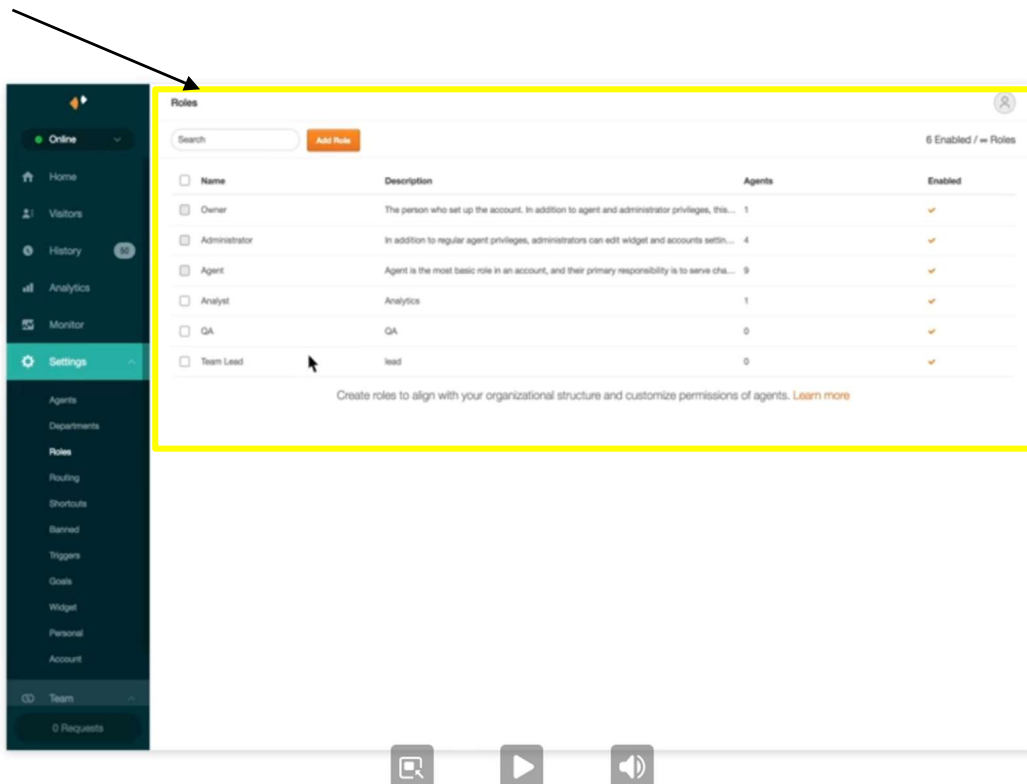 Roles
Online
Search
Add Role
6 Enabled / ∞ Roles
Home
Visitors
History 50
Analytics
Monitor
Settings
Name Description Agents Enabled
Owner The person who set up the account. In addition to agent and administrator privileges, this... 1
Administrator In addition to regular agent privileges, administrators can edit widget and accounts settin... 4
Agent Agent is the most basic role in an account, and their primary responsibility is to serve cha... 9
Analyst Analytics 1
QA QA 0
Team Lead lead 0
Create roles to align with your organizational structure and customize permissions of agents. Learn more
Agents
Departments
Roles
Routing
Shortcuts
Banned
Triggers
Goals
Widget
Personal
Account
Team
0 Requests